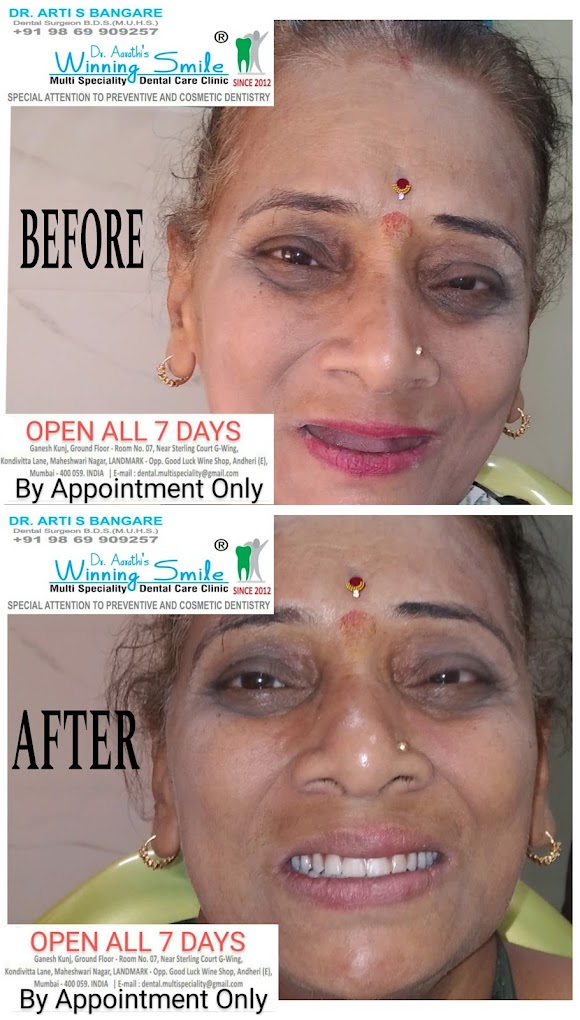 DR. ARTI S BANGARE
Dental Surgeon B.D.S.(M.U.H.S.)
+91 98 69 909257
Dr. Aarathi's
Winning Smile ®
Multi Speciality Dental Care Clinic SINCE 2012
SPECIAL ATTENTION TO PREVENTIVE AND COSMETIC DENTISTRY
BEFORE
OPEN ALL 7 DAYS
Ganesh Kunj, Ground Floor - Room No. 07, Near Sterling Court G-Wing,
Kondivitta Lane, Maheshwari Nagar, LANDMARK - Opp. Good Luck Wine Shop, Andheri (E),
Mumbai - 400 059. INDIA | E-mail : dental.multispeciality@gmail.com
By Appointment Only
DR. ARTI S BANGARE
Dental Surgeon B.D.S.(M.U.H.S.)
+91 98 69 909257
Dr. Aarathi's
Winning Smile ®
Multi Speciality Dental Care Clinic SINCE 2012
SPECIAL ATTENTION TO PREVENTIVE AND COSMETIC DENTISTRY
AFTER
OPEN ALL 7 DAYS
Ganesh Kunj, Ground Floor - Room No. 07, Near Sterling Court G-Wing,
Kondivitta Lane, Maheshwari Nagar, LANDMARK - Opp. Good Luck Wine Shop, Andheri (E),
Mumbai - 400 059. INDIA | E-mail : dental.multispeciality@gmail.com
By Appointment Only